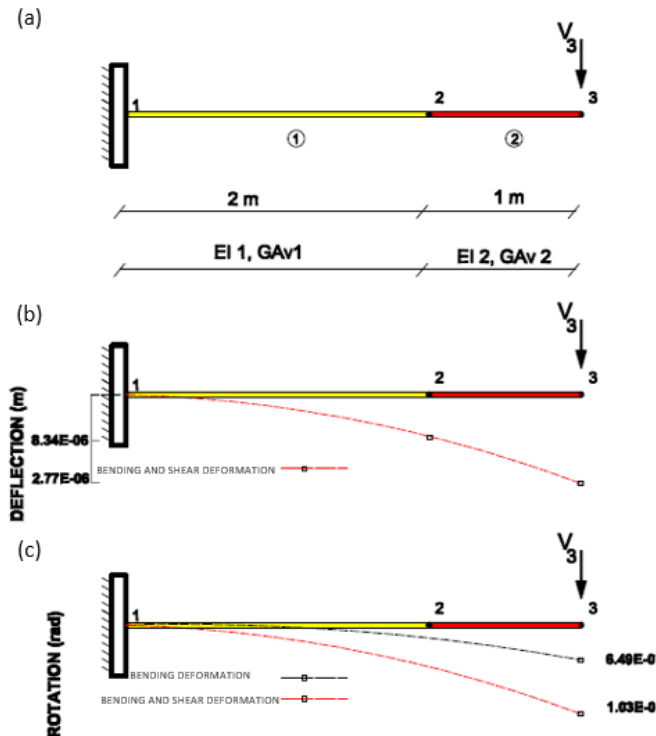 (a)
V
3
1
2
3
①
②
2 m
1 m
EI 1, GAv1
EI 2, GAv 2
(b)
V
3
1
2
3
DEFLECTION (m)
8.34E-06
BENDING AND SHEAR DEFORMATION
2.77E-06
(c)
V
3
1
2
3
ROTATION (rad)
6.49E-0
BENDING DEFORMATION
BENDING AND SHEAR DEFORMATION
1.03E-0